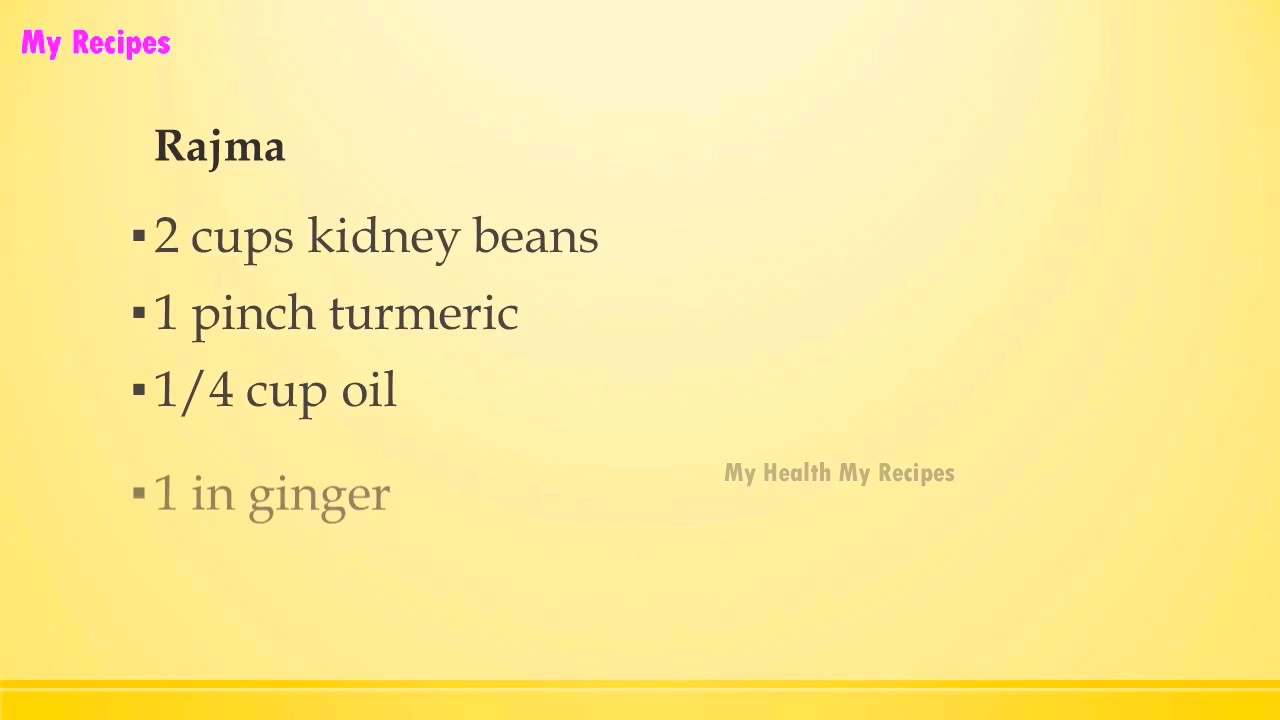 My Recipes
Rajma
▪2 cups kidney beans
▪1 pinch turmeric
▪1/4 cup oil
▪1 in ginger
My Health My Recipes